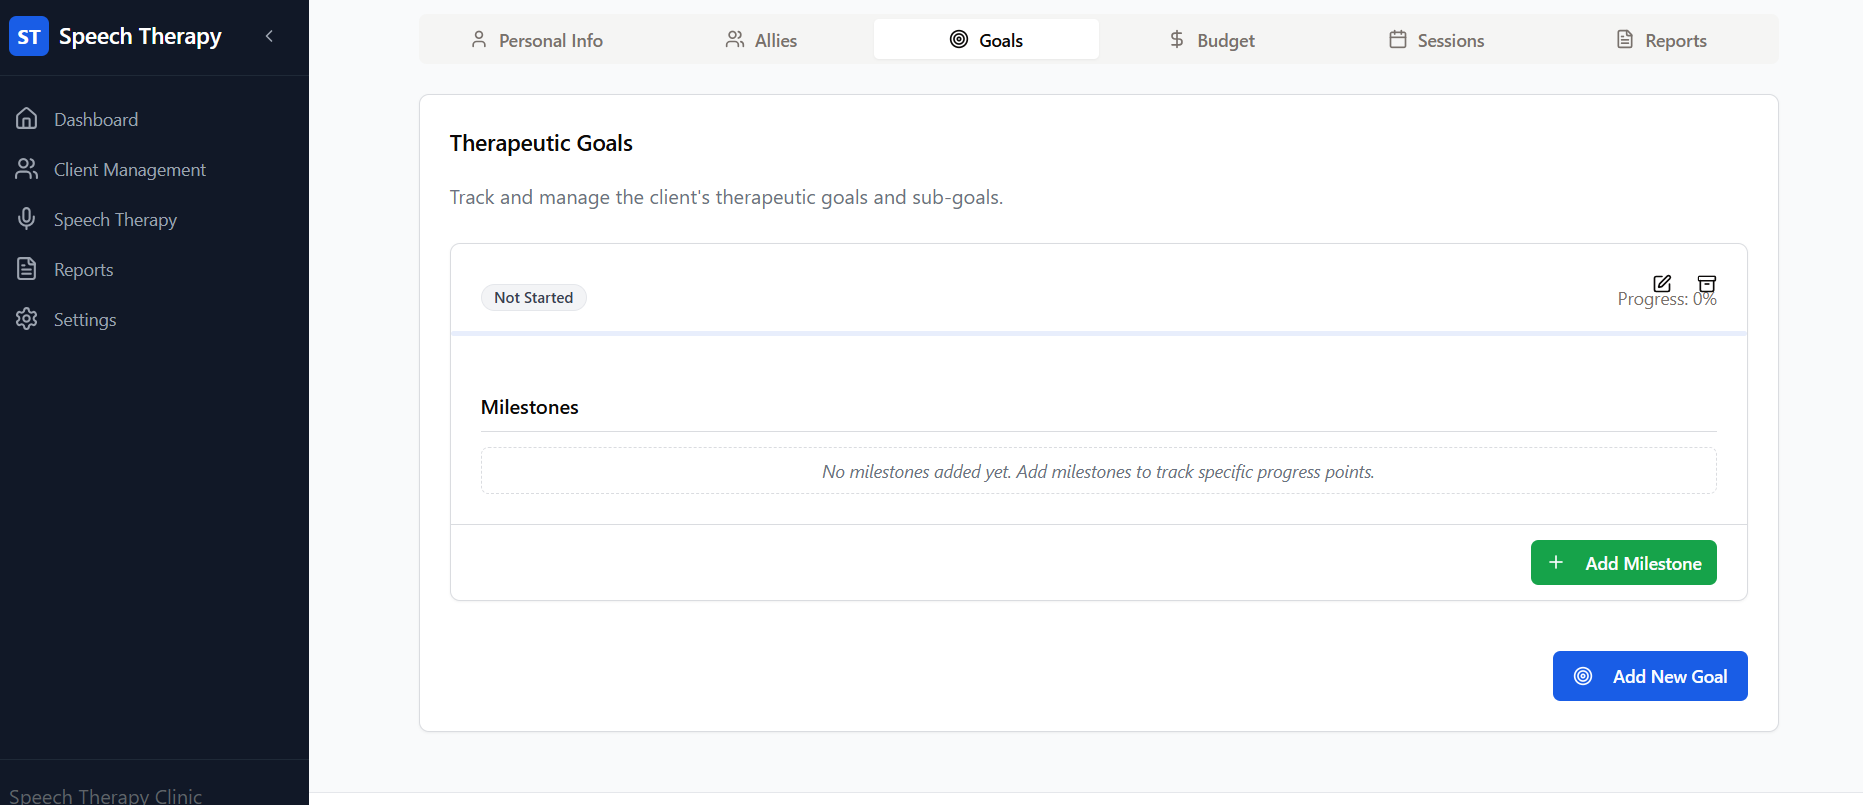 ST Speech Therapy
Dashboard
Client Management
Speech Therapy
Reports
Settings
Speech Therapy Clinic
Personal Info
Allies
Goals
Budget
Sessions
Reports
Therapeutic Goals
Track and manage the client's therapeutic goals and sub-goals.
Not Started
Progress: 0%
Milestones
No milestones added yet. Add milestones to track specific progress points.
Add Milestone
Add New Goal